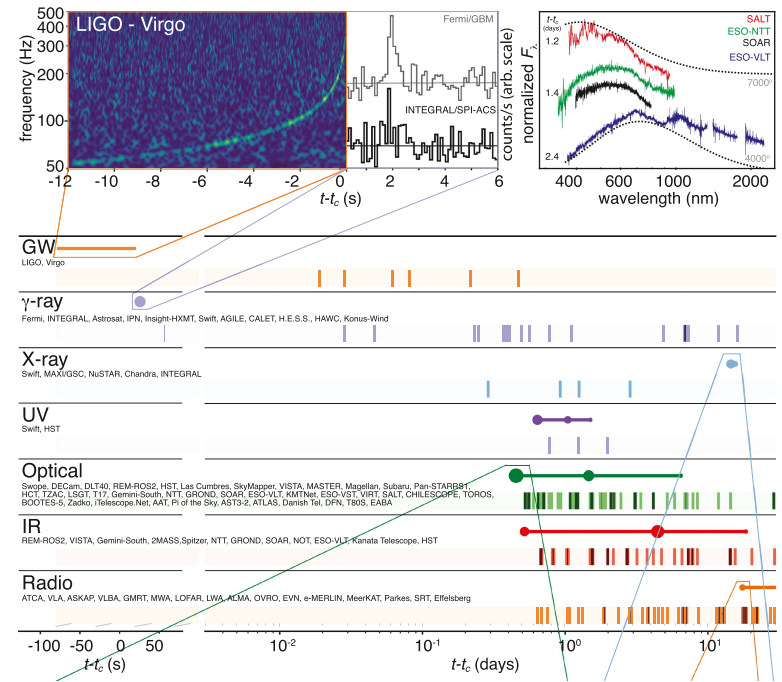 LIGO - Virgo
500
400
300
200
100
50
frequency (Hz)
-12
-10
-8
-6
-4
-2
0
2
4
6
t-tc (s)
Fermi/GBM
INTEGRAL/SPI-ACS
counts/s (arb. scale)
normalized Fλ
t-tc
(days)
1.2
1.4
2.4
SALT
ESO-NTT
SOAR
ESO-VLT
7000°
4000°
400
600
1000
2000
wavelength (nm)
GW
LIGO, Virgo
γ-ray
Fermi, INTEGRAL, Astrosat, IPN, Insight-HXMT, Swift, AGILE, CALET, H.E.S.S., HAWC, Konus-Wind
X-ray
Swift, MAXI/GSC, NuSTAR, Chandra, INTEGRAL
UV
Swift, HST
Optical
Swope, DECam, DLT40, REM-ROS2, HST, Las Cumbres, SkyMapper, VISTA, MASTER, Magellan, Subaru, Pan-STARRS1,
HCT, TZAC, LSGT, T17, Gemini-South, NTT, GROND, SOAR, ESO-VLT, KMTNet, ESO-VST, VIRT, SALT, CHILESCOPE, TOROS,
BOOTES-5, Zadko, iTelescope.Net, AAT, Pi of the Sky, AST3-2, ATLAS, Danish Tel, DFN, T80S, EABA
IR
REM-ROS2, VISTA, Gemini-South, 2MASS,Spitzer, NTT, GROND, SOAR, NOT, ESO-VLT, Kanata Telescope, HST
Radio
ATCA, VLA, ASKAP, VLBA, GMRT, MWA, LOFAR, LWA, ALMA, OVRO, EVN, e-MERLIN, MeerKAT, Parkes, SRT, Effelsberg
-100 -50 0 50
10-2
10-1
100
101
t-tc (s)
t-tc (days)